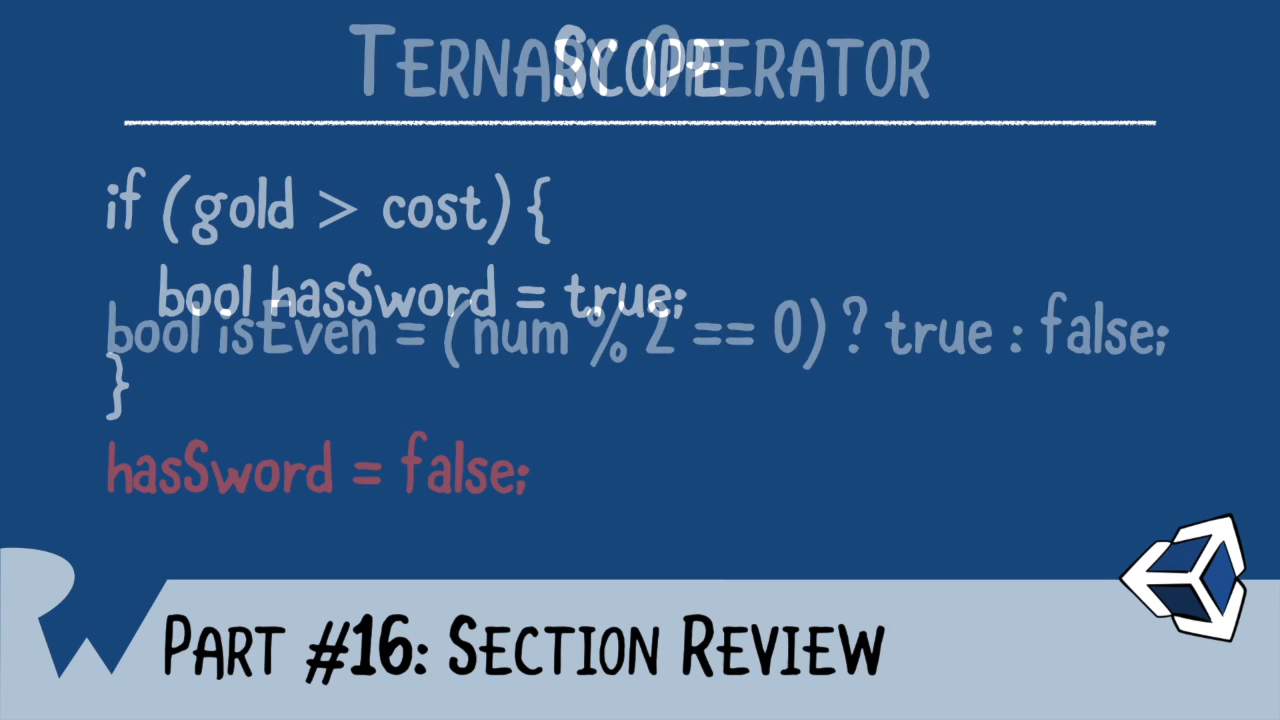 Ternary Operator
Scope
if (gold > cost) {
bool hasSword = true;
bool isEven = (num % 2 == 0) ? true : false;
}
hasSword = false;
Part #16: Section Review